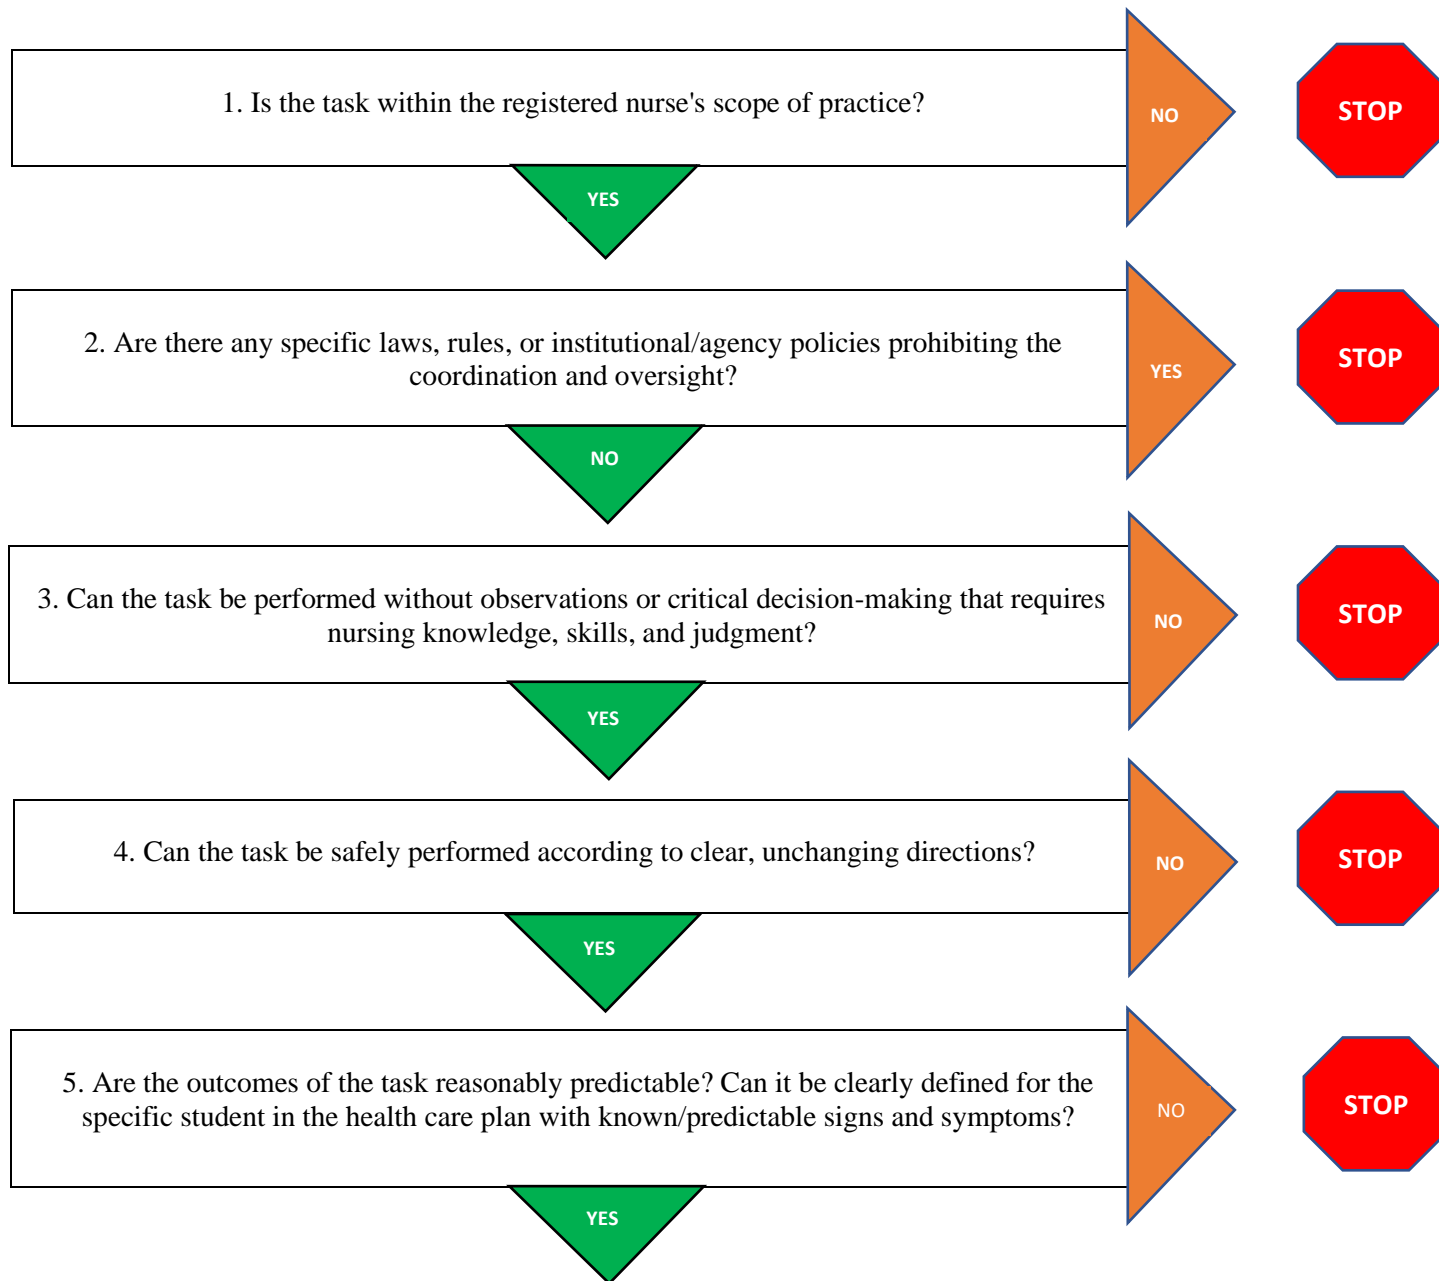 1. Is the task within the registered nurse's scope of practice?
NO
STOP
YES
2. Are there any specific laws, rules, or institutional/agency policies prohibiting the
coordination and oversight?
YES
STOP
NO
3. Can the task be performed without observations or critical decision-making that requires
nursing knowledge, skills, and judgment?
NO
STOP
YES
4. Can the task be safely performed according to clear, unchanging directions?
NO
STOP
YES
5. Are the outcomes of the task reasonably predictable? Can it be clearly defined for the
specific student in the health care plan with known/predictable signs and symptoms?
NO
STOP
YES